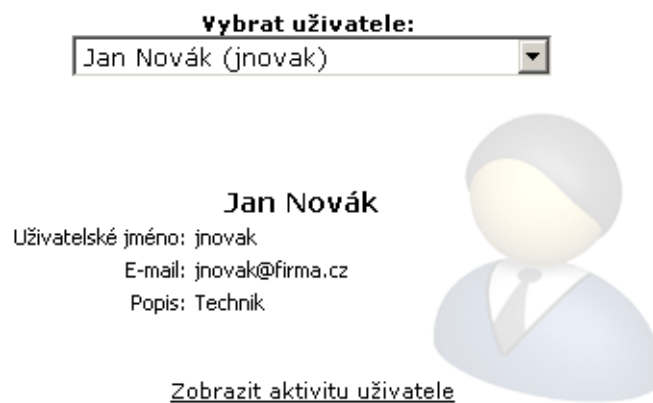 Vybrat uživatele:
Jan Novák (jnovak)
Jan Novák
Uživatelské jméno: jnovak
E-mail: jnovak@firma.cz
Popis: Technik
Zobrazit aktivitu uživatele